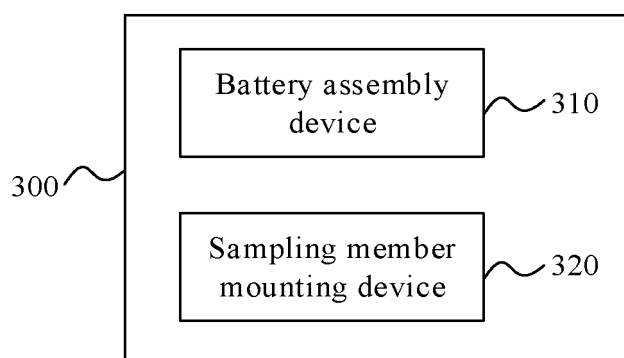 Battery assembly
device
310
300
Sampling member
mounting device
320